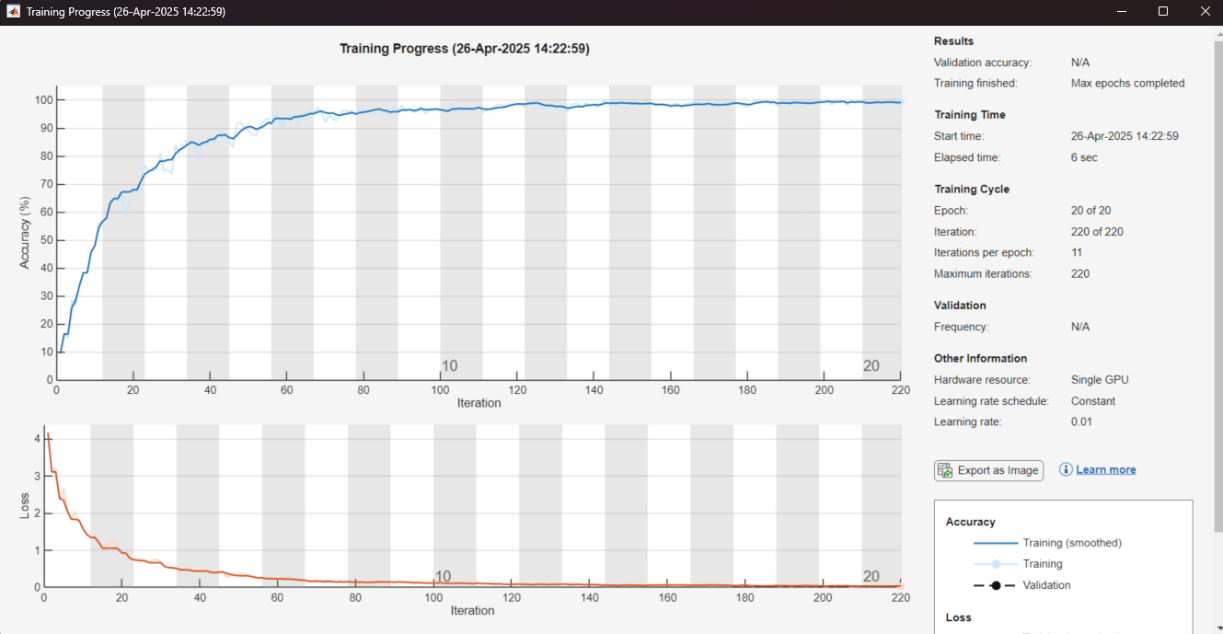 Training Progress (26-Apr-2025 14:22:59)
Training Progress (26-Apr-2025 14:22:59)
100
90
80
70
60
50
40
30
20
10
0
Accuracy (%)
10
20
0 20 40 60 80 100 120 140 160 180 200 220
Iteration
4
3
2
1
0
Loss
10
20
0 20 40 60 80 100 120 140 160 180 200 220
Iteration
Results
Validation accuracy: N/A
Training finished: Max epochs completed
Training Time
Start time: 26-Apr-2025 14:22:59
Elapsed time: 6 sec
Training Cycle
Epoch: 20 of 20
Iteration: 220 of 220
Iterations per epoch: 11
Maximum iterations: 220
Validation
Frequency: N/A
Other Information
Hardware resource: Single GPU
Learning rate schedule: Constant
Learning rate: 0.01
Export as Image
Learn more
Accuracy
Training (smoothed)
Training
Validation
Loss